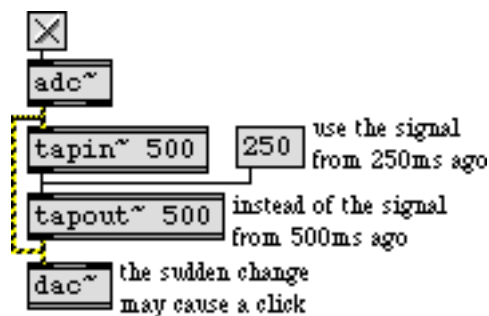 adc~
tapin~ 500
250
use the signal
from 250ms ago
tapout~ 500
instead of the signal
from 500ms ago
dac~
the sudden change
may cause a click